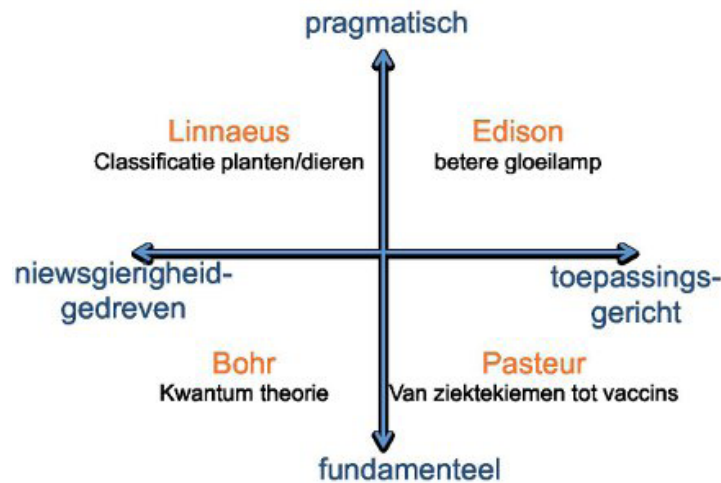 pragmatisch
Linnaeus
Classificatie planten/dieren
Edison
betere gloeilamp
niewsgierigheid-
gedreven
toepassings-
gericht
Bohr
Kwantum theorie
Pasteur
Van ziektekiemen tot vaccins
fundamenteel